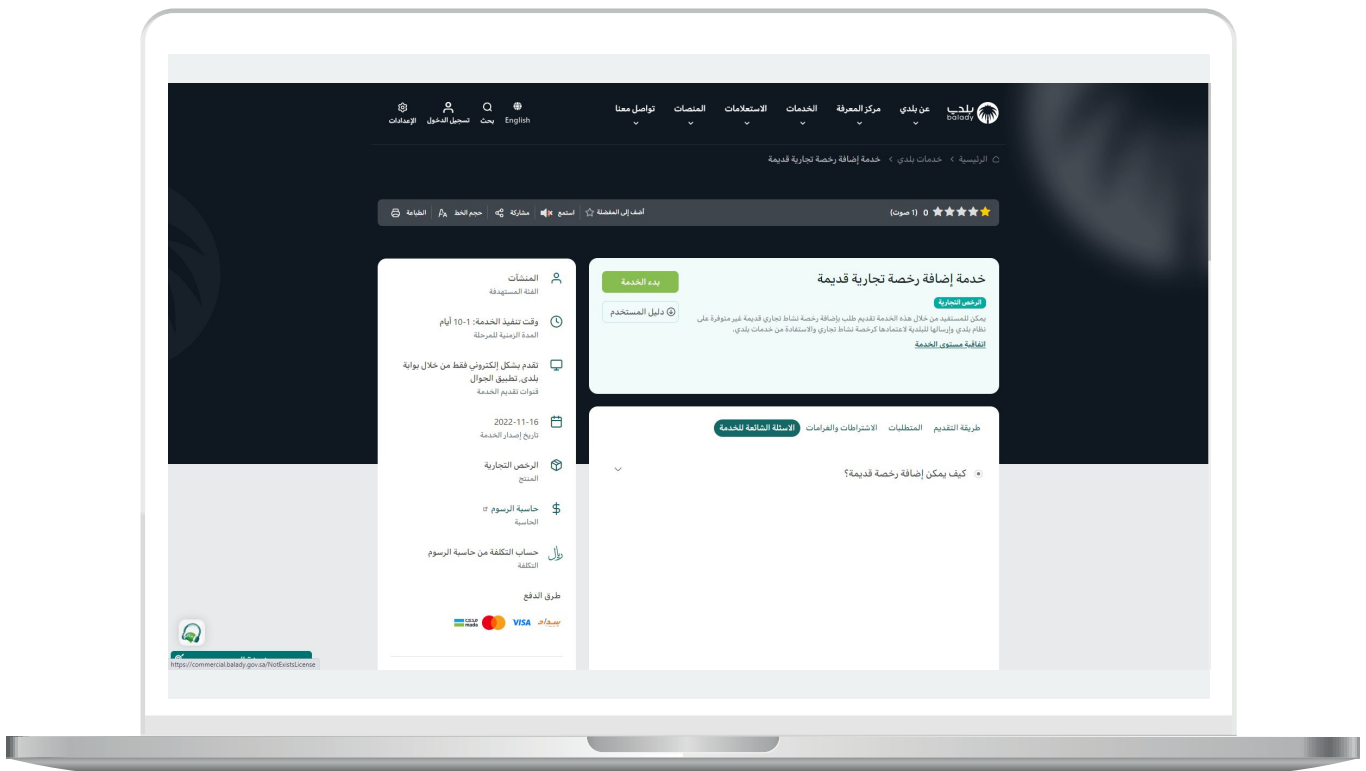 بلدي
balady
عن بلدي
مركز المعرفة
الخدمات
الاستعلامات
المنصات
تواصل معنا
English
بحث
تسجيل الدخول
الإعدادات
الرئيسية > خدمات بلدي > خدمة إضافة رخصة تجارية قديمة
0 (1 صوت)
أضف إلى المفضلة
استمع
مشاركة
حجم الخط
الطباعة
خدمة إضافة رخصة تجارية قديمة
الرخص التجارية
يمكن للمستفيد من خلال هذه الخدمة تقديم طلب بإضافة رخصة نشاط تجاري قديمة غير متوفرة على
نظام بلدي وإرسالها للبلدية لاعتمادها كرخصة نشاط تجاري والاستفادة من خدمات بلدي.
اتفاقية مستوى الخدمة
بدء الخدمة
دليل المستخدم
طريقة التقديم
المتطلبات
الاشتراطات والغرامات
الاسئلة الشائعة للخدمة
كيف يمكن إضافة رخصة قديمة؟
المنشآت
الفئة المستهدفة
وقت تنفيذ الخدمة: 1-10 أيام
المدة الزمنية للمرحلة
تقدم بشكل إلكتروني فقط من خلال بوابة
بلدي, تطبيق الجوال
قنوات تقديم الخدمة
2022-11-16
تاريخ إصدار الخدمة
الرخص التجارية
المنتج
حاسبة الرسوم
الحاسبة
ريال
حساب التكلفة من حاسبة الرسوم
التكلفة
طرق الدفع
سداد
VISA
مدى
mada
https://commercial.balady.gov.sa/NotExistsLicense